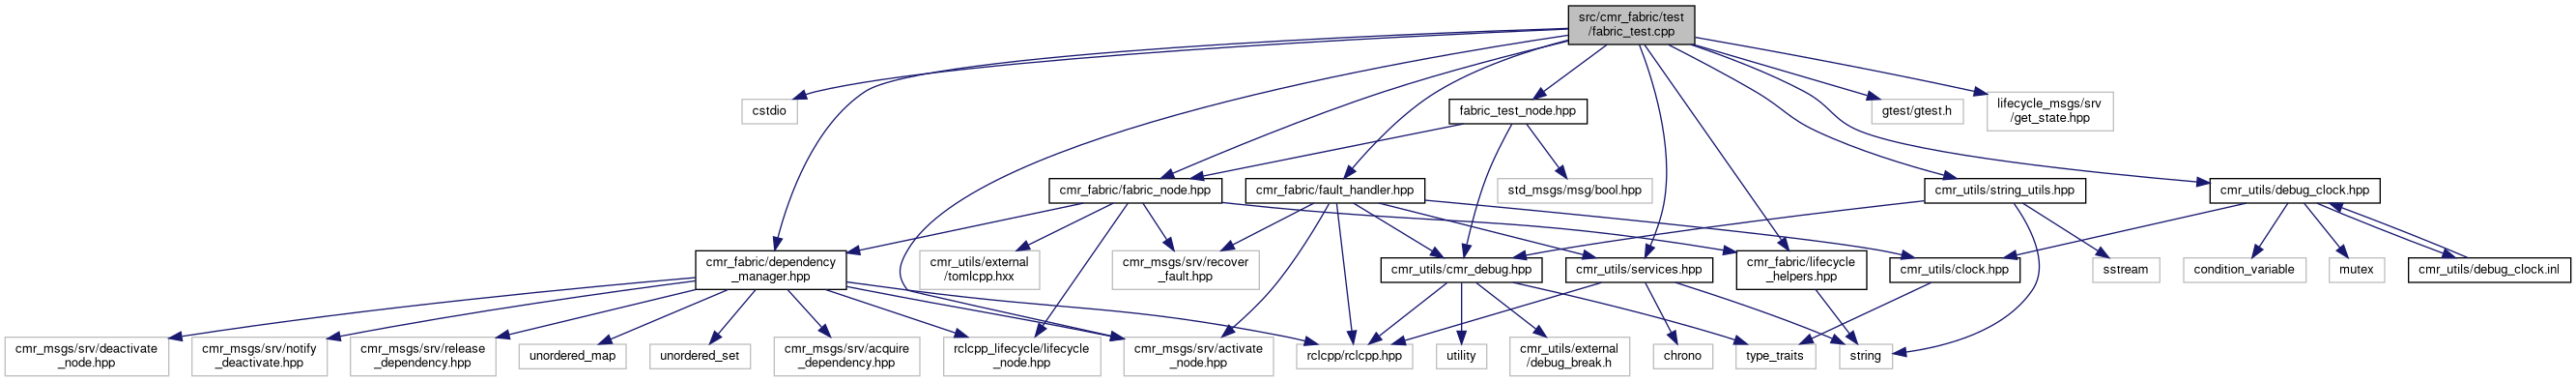 src/cmr_fabric/test
/fabric_test.cpp
cstdio
fabric_test_node.hpp
gtest/gtest.h
lifecycle_msgs/srv
/get_state.hpp
cmr_fabric/fabric_node.hpp
cmr_fabric/fault_handler.hpp
std_msgs/msg/bool.hpp
cmr_utils/string_utils.hpp
cmr_utils/debug_clock.hpp
cmr_fabric/dependency
_manager.hpp
cmr_utils/external
/tomlcpp.hxx
cmr_msgs/srv/recover
_fault.hpp
cmr_utils/cmr_debug.hpp
cmr_utils/services.hpp
cmr_fabric/lifecycle
_helpers.hpp
cmr_utils/clock.hpp
sstream
condition_variable
mutex
cmr_utils/debug_clock.inl
cmr_msgs/srv/deactivate
_node.hpp
cmr_msgs/srv/notify
_deactivate.hpp
cmr_msgs/srv/release
_dependency.hpp
unordered_map
unordered_set
cmr_msgs/srv/acquire
_dependency.hpp
rclcpp_lifecycle/lifecycle
_node.hpp
cmr_msgs/srv/activate
_node.hpp
rclcpp/rclcpp.hpp
utility
cmr_utils/external
/debug_break.h
chrono
type_traits
string